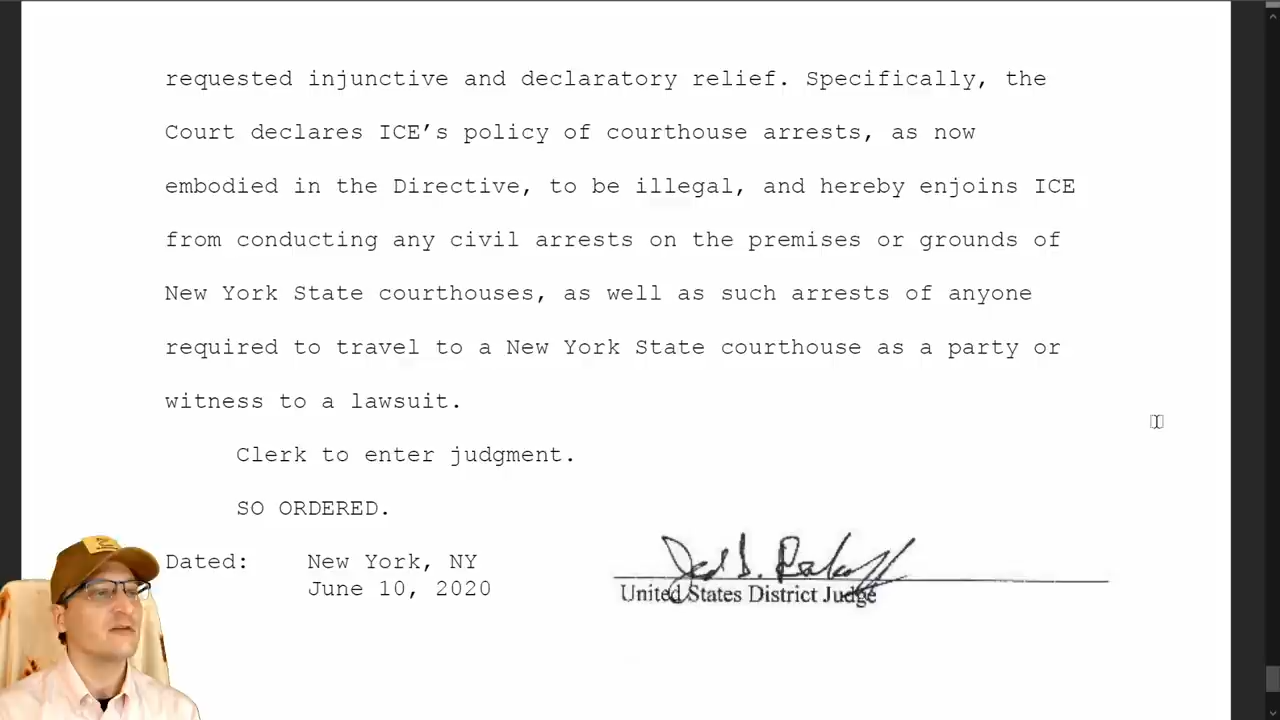 requested injunctive and declaratory relief. Specifically, the
Court declares ICE’s policy of courthouse arrests, as now
embodied in the Directive, to be illegal, and hereby enjoins ICE
from conducting any civil arrests on the premises or grounds of
New York State courthouses, as well as such arrests of anyone
required to travel to a New York State courthouse as a party or
witness to a lawsuit.
Clerk to enter judgment.
SO ORDERED.
Dated: New York, NY
June 10, 2020
Jed S. Rakoff
United States District Judge